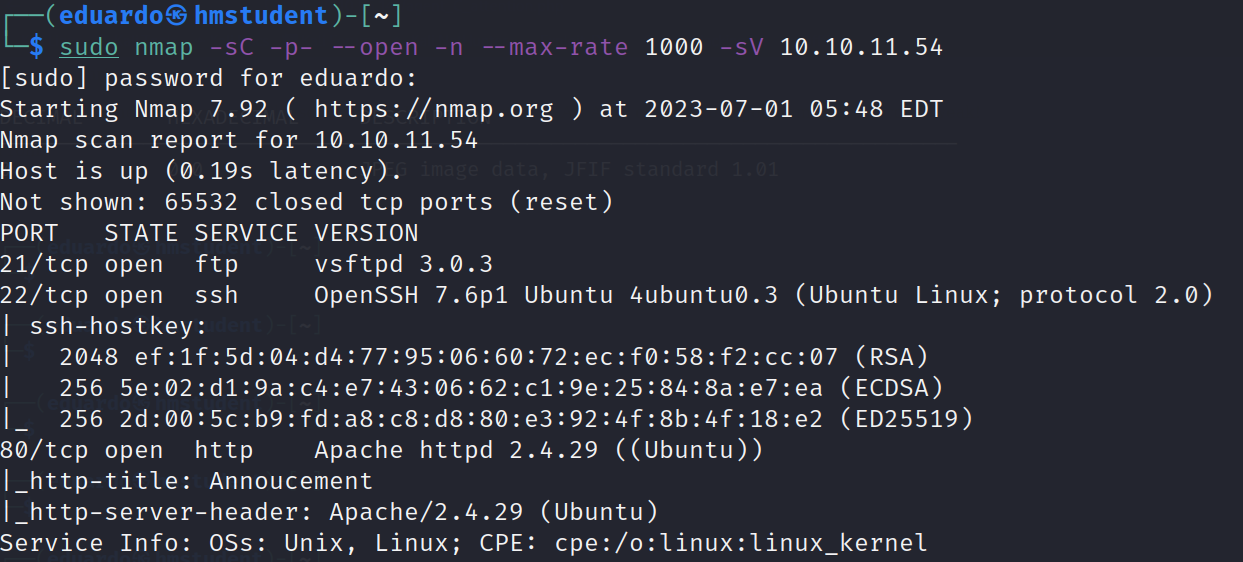 ┌──(eduardo㉿hmstudent)-[~]
└─$ sudo nmap -sC -p- --open -n --max-rate 1000 -sV 10.10.11.54
[sudo] password for eduardo:
Starting Nmap 7.92 ( https://nmap.org ) at 2023-07-01 05:48 EDT
Nmap scan report for 10.10.11.54
Host is up (0.19s latency).
JPEG image data, JFIF standard 1.01
Not shown: 65532 closed tcp ports (reset)
PORT   STATE SERVICE VERSION
21/tcp open  ftp     vsftpd 3.0.3
22/tcp open  ssh     OpenSSH 7.6p1 Ubuntu 4ubuntu0.3 (Ubuntu Linux; protocol 2.0)
| ssh-hostkey:
|   2048 ef:1f:5d:04:d4:77:95:06:60:72:ec:f0:58:f2:cc:07 (RSA)
|   256 5e:02:d1:9a:c4:e7:43:06:62:c1:9e:25:84:8a:e7:ea (ECDSA)
|_  256 2d:00:5c:b9:fd:a8:c8:d8:80:e3:92:4f:8b:4f:18:e2 (ED25519)
80/tcp open  http    Apache httpd 2.4.29 ((Ubuntu))
|_http-title: Annoucement
|_http-server-header: Apache/2.4.29 (Ubuntu)
Service Info: OSs: Unix, Linux; CPE: cpe:/o:linux:linux_kernel